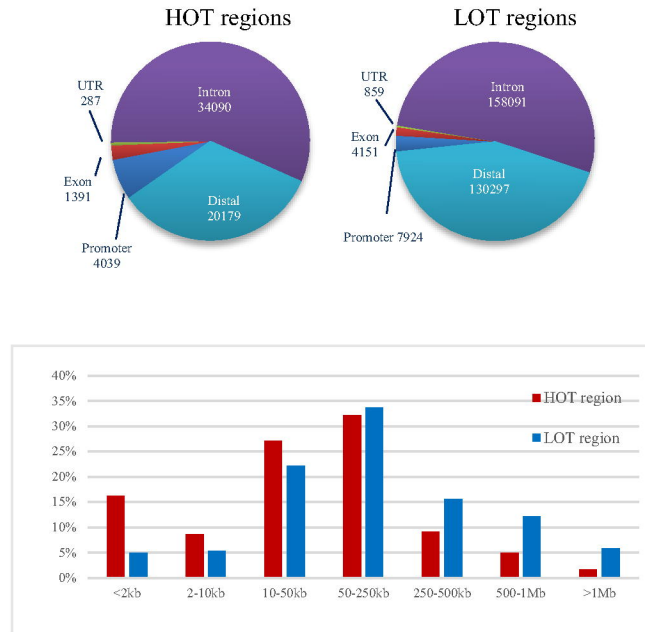 HOT regions
LOT regions
UTR
287
Intron
34090
Exon
1391
Distal
20179
Promoter
4039
UTR
859
Intron
158091
Exon
4151
Distal
130297
Promoter 7924
40%
35%
30%
25%
20%
15%
10%
5%
0%
HOT region
LOT region
<2kb 2-10kb 10-50kb 50-250kb 250-500kb 500-1Mb >1Mb